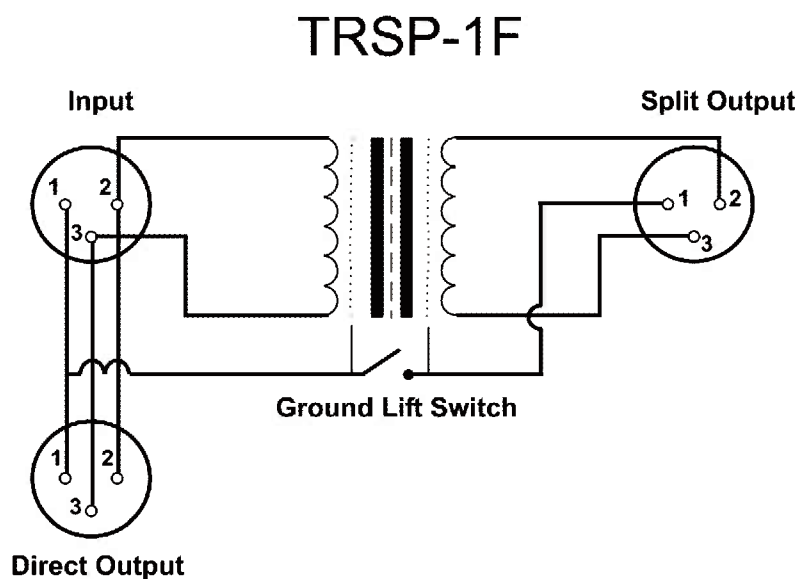 TRSP-1F
Input
Split Output
1 2
3
1 2
3
Ground Lift Switch
1 2
3
Direct Output